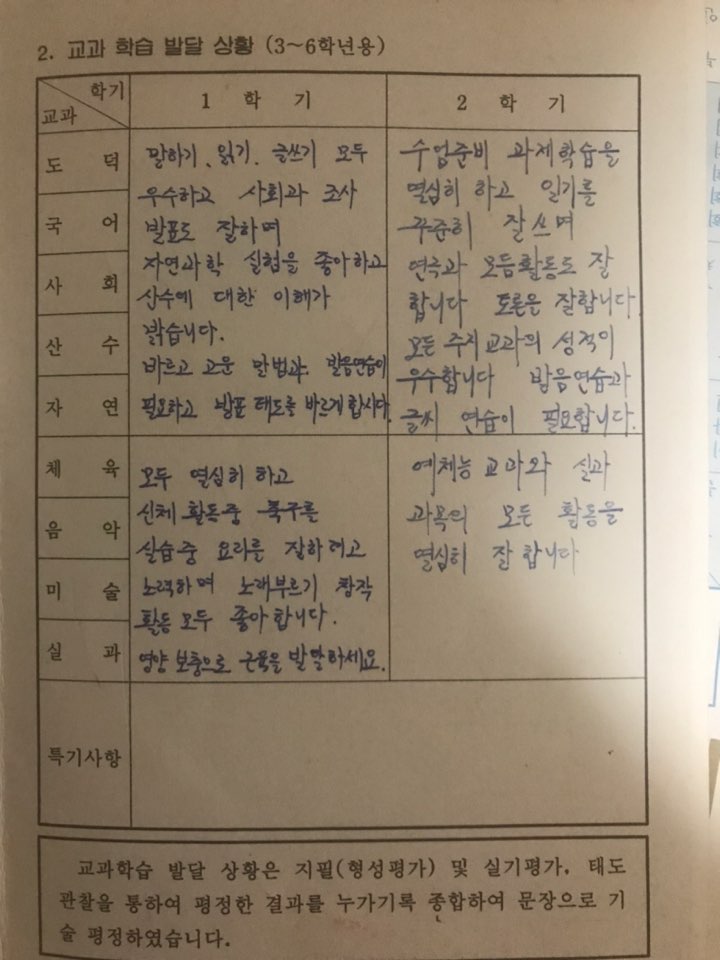 2. 교과 학습 발달 상황 (3~6학년용)
학기
교과
1 학 기
2 학 기
도 덕
국 어
사 회
산 수
자 연
말하기, 읽기, 글쓰기 모두
우수하고 사회과 조사
발표도 잘하며
자연과학 실험을 좋아하고
산수에 대한 이해가
밝습니다.
바르고 고운 말법과 발음연습이
필요하고 발표 태도를 바르게 합시다.
수업준비 과제학습을
열심히 하고 일기를
꾸준히 잘 쓰며
연극과 모듬활동도 잘
합니다 토론을 잘합니다
모든 주지교과의 성적이
우수합니다 발음연습과
글씨 연습이 필요합니다.
체 육
음 악
미 술
실 과
모두 열심히 하고
신체 활동중 축구를
실습중 요리를 잘하려고
노력하며 노래부르기 창작
활동 모두 좋아합니다.
영양 보충으로 근육을 발달하세요.
예체능 교과와 실과
과목의 모든 활동을
열심히 잘 합니다
특기사항
교과학습 발달 상황은 지필(형성평가) 및 실기평가, 태도
관찰을 통하여 평정한 결과를 누가기록 종합하여 문장으로 기
술 평정하였습니다.